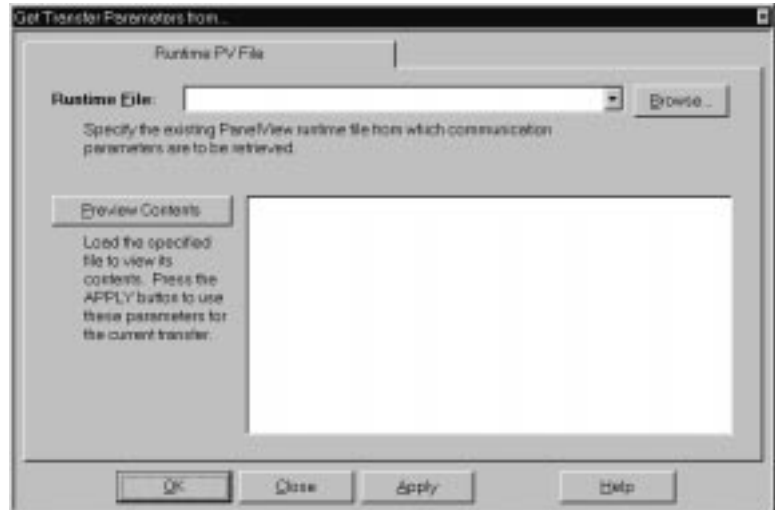 Get Transfer Parameters from...
Runtime PV File
Runtime File:
Browse...
Specify the existing PanelView runtime file from which communication
parameters are to be retrieved.
Preview Contents
Load the specified
file to view its
contents. Press the
APPLY button to use
these parameters for
the current transfer.
OK
Close
Apply
Help